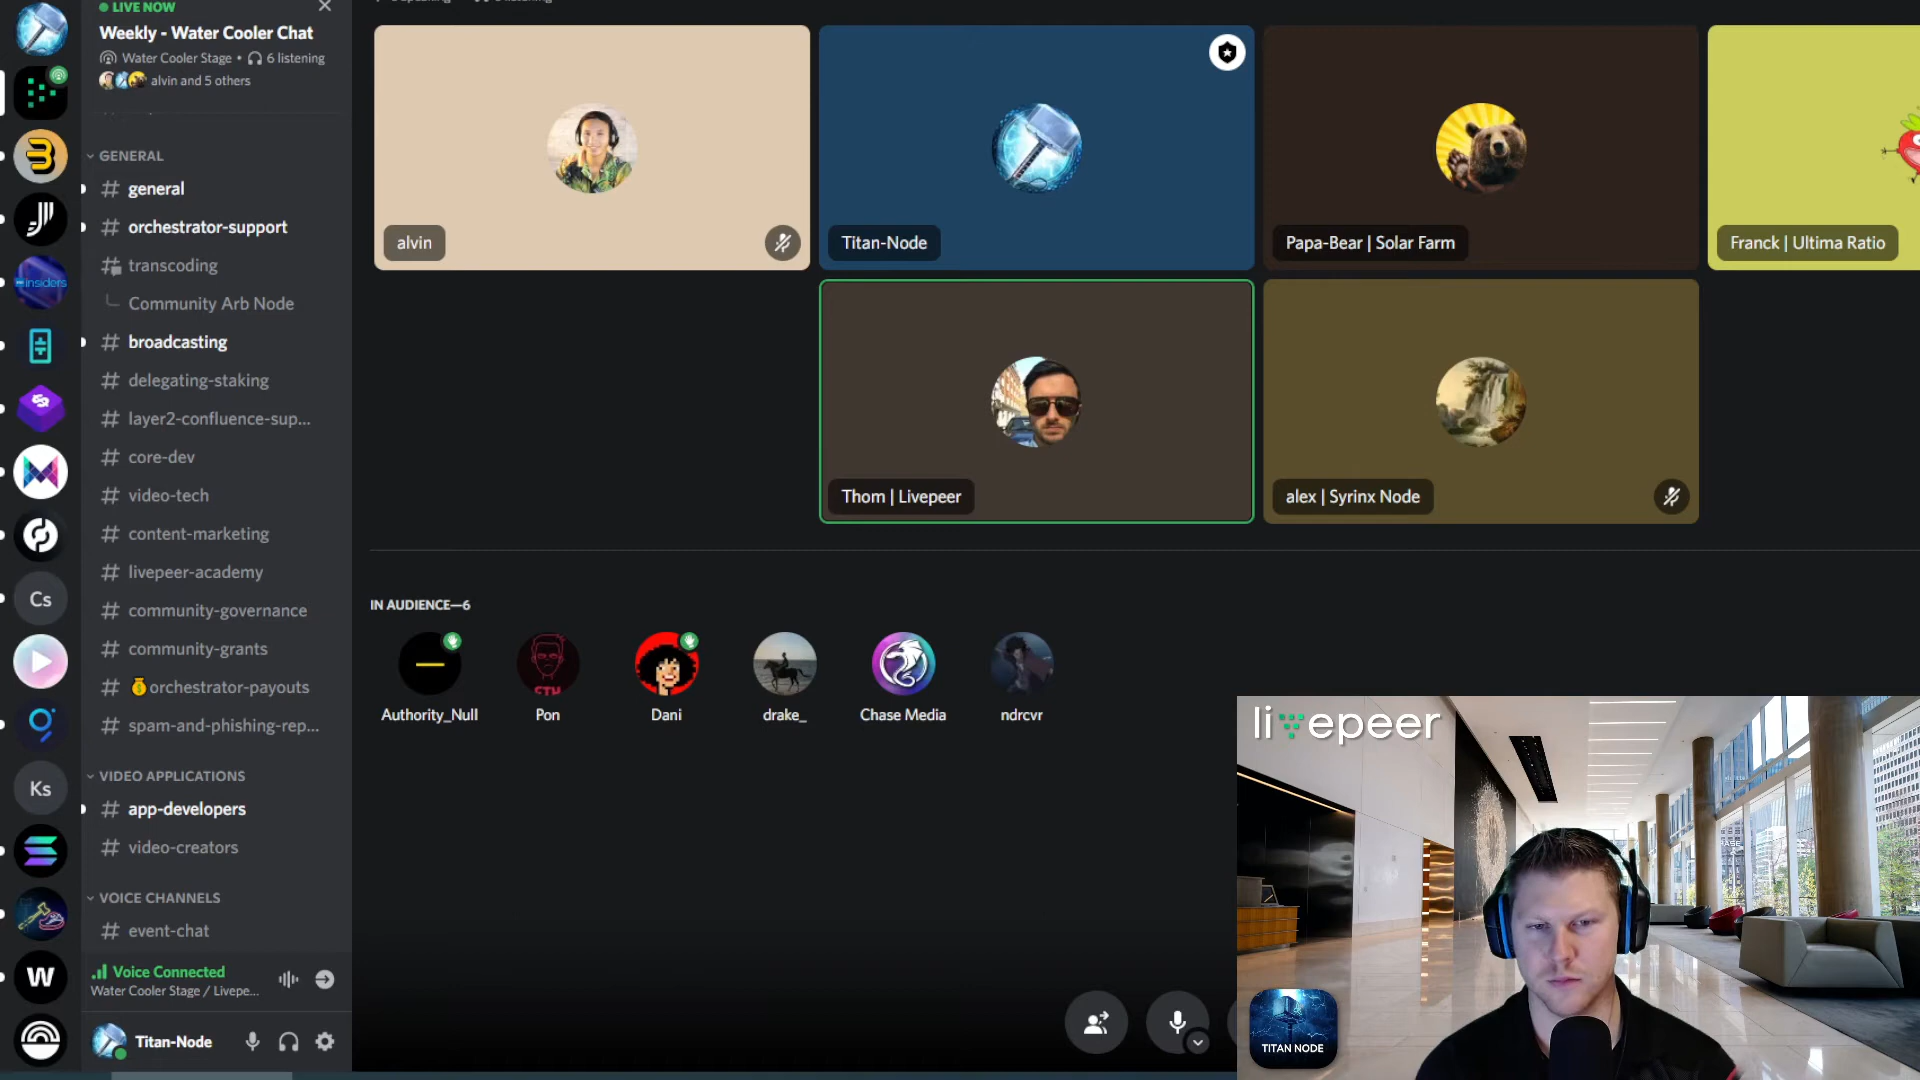 LIVE NOW
Weekly - Water Cooler Chat
Water Cooler Stage • 6 listening
alvin and 5 others
GENERAL
general
orchestrator-support
transcoding
Community Arb Node
broadcasting
delegating-staking
layer2-confluence-sup...
core-dev
video-tech
content-marketing
livepeer-academy
community-governance
community-grants
💰orchestrator-payouts
spam-and-phishing-rep...
VIDEO APPLICATIONS
app-developers
video-creators
VOICE CHANNELS
event-chat
Voice Connected
Water Cooler Stage / Livepe...
Titan-Node
insiders
Cs
Ks
W
alvin
Titan-Node
Papa-Bear | Solar Farm
Franck | Ultima Ratio
Thom | Livepeer
alex | Syrinx Node
IN AUDIENCE—6
Authority_Null
Pon
Dani
drake_
Chase Media
ndrcvr
livepeer
TITAN NODE